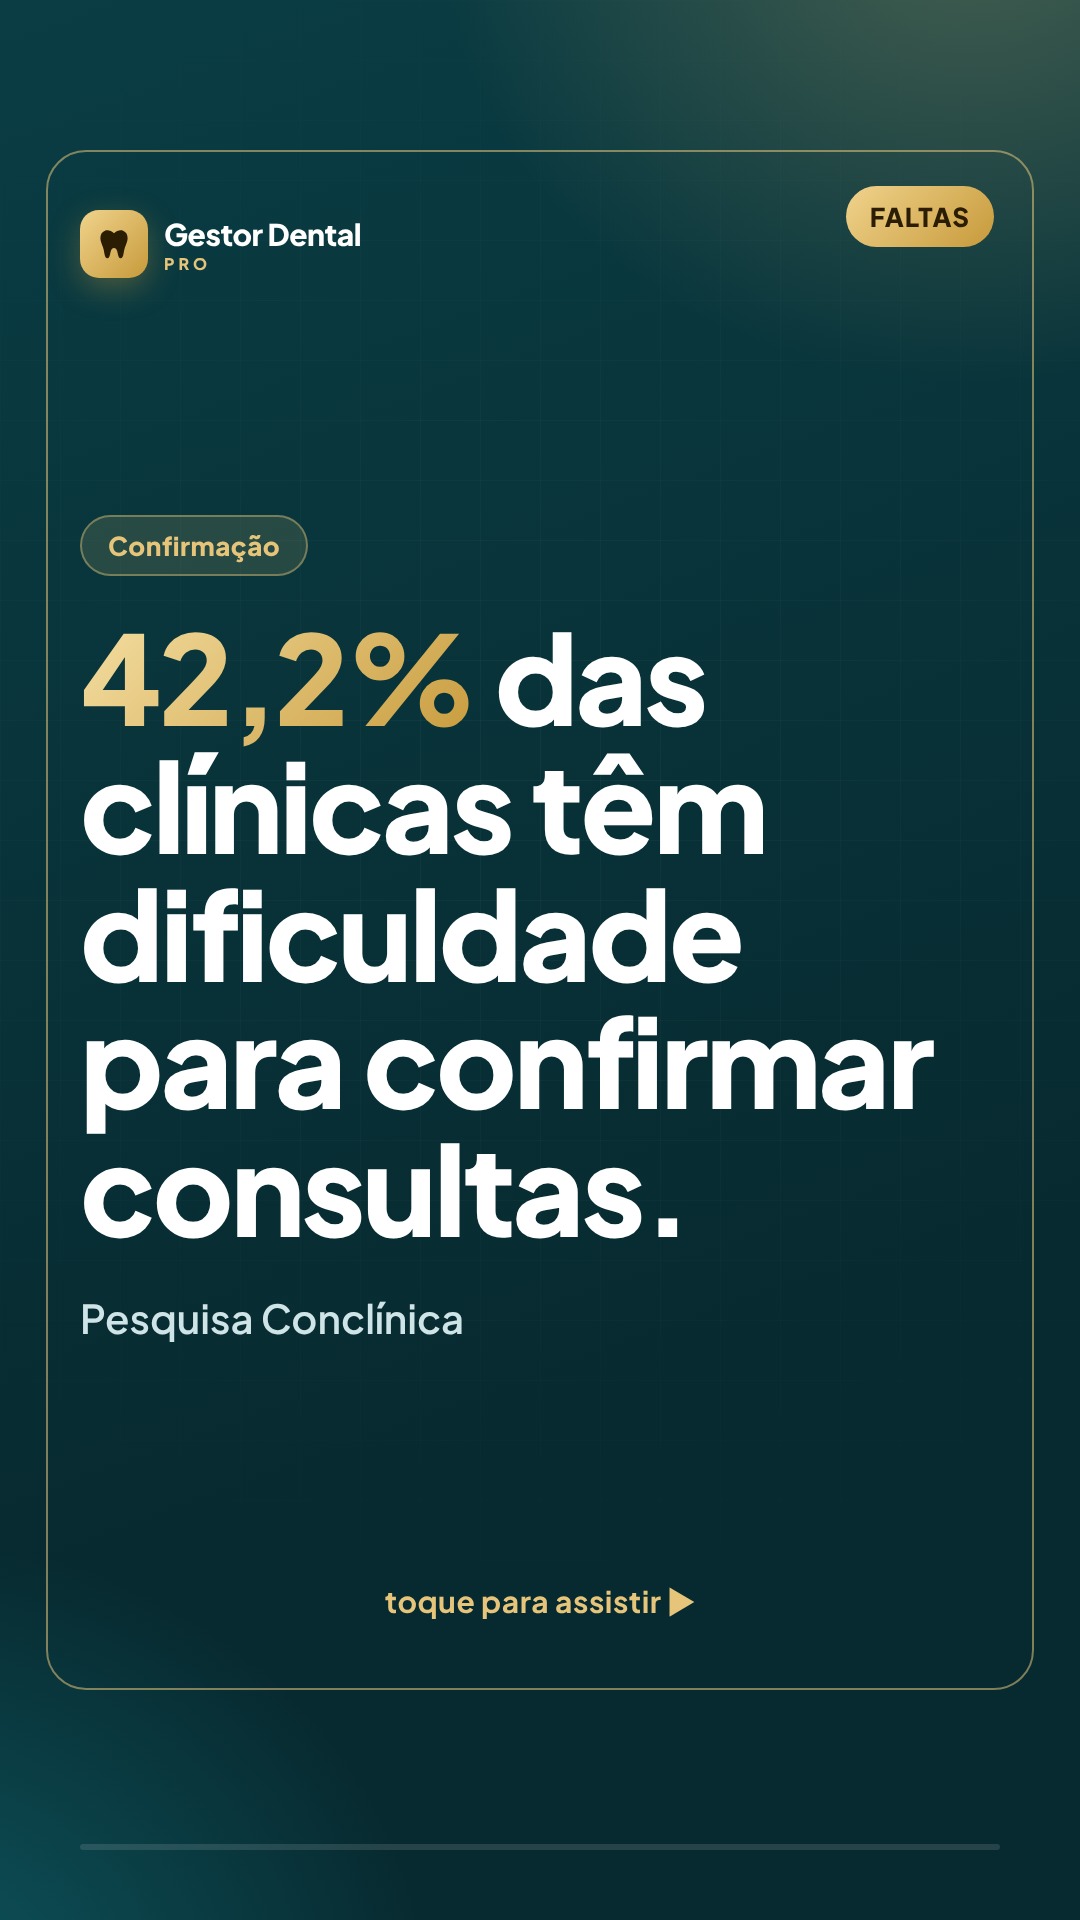 Gestor Dental
PRO
FALTAS
Confirmação
42,2% das
clínicas têm
dificuldade
para confirmar
consultas.
Pesquisa Conclínica
toque para assistir ▶